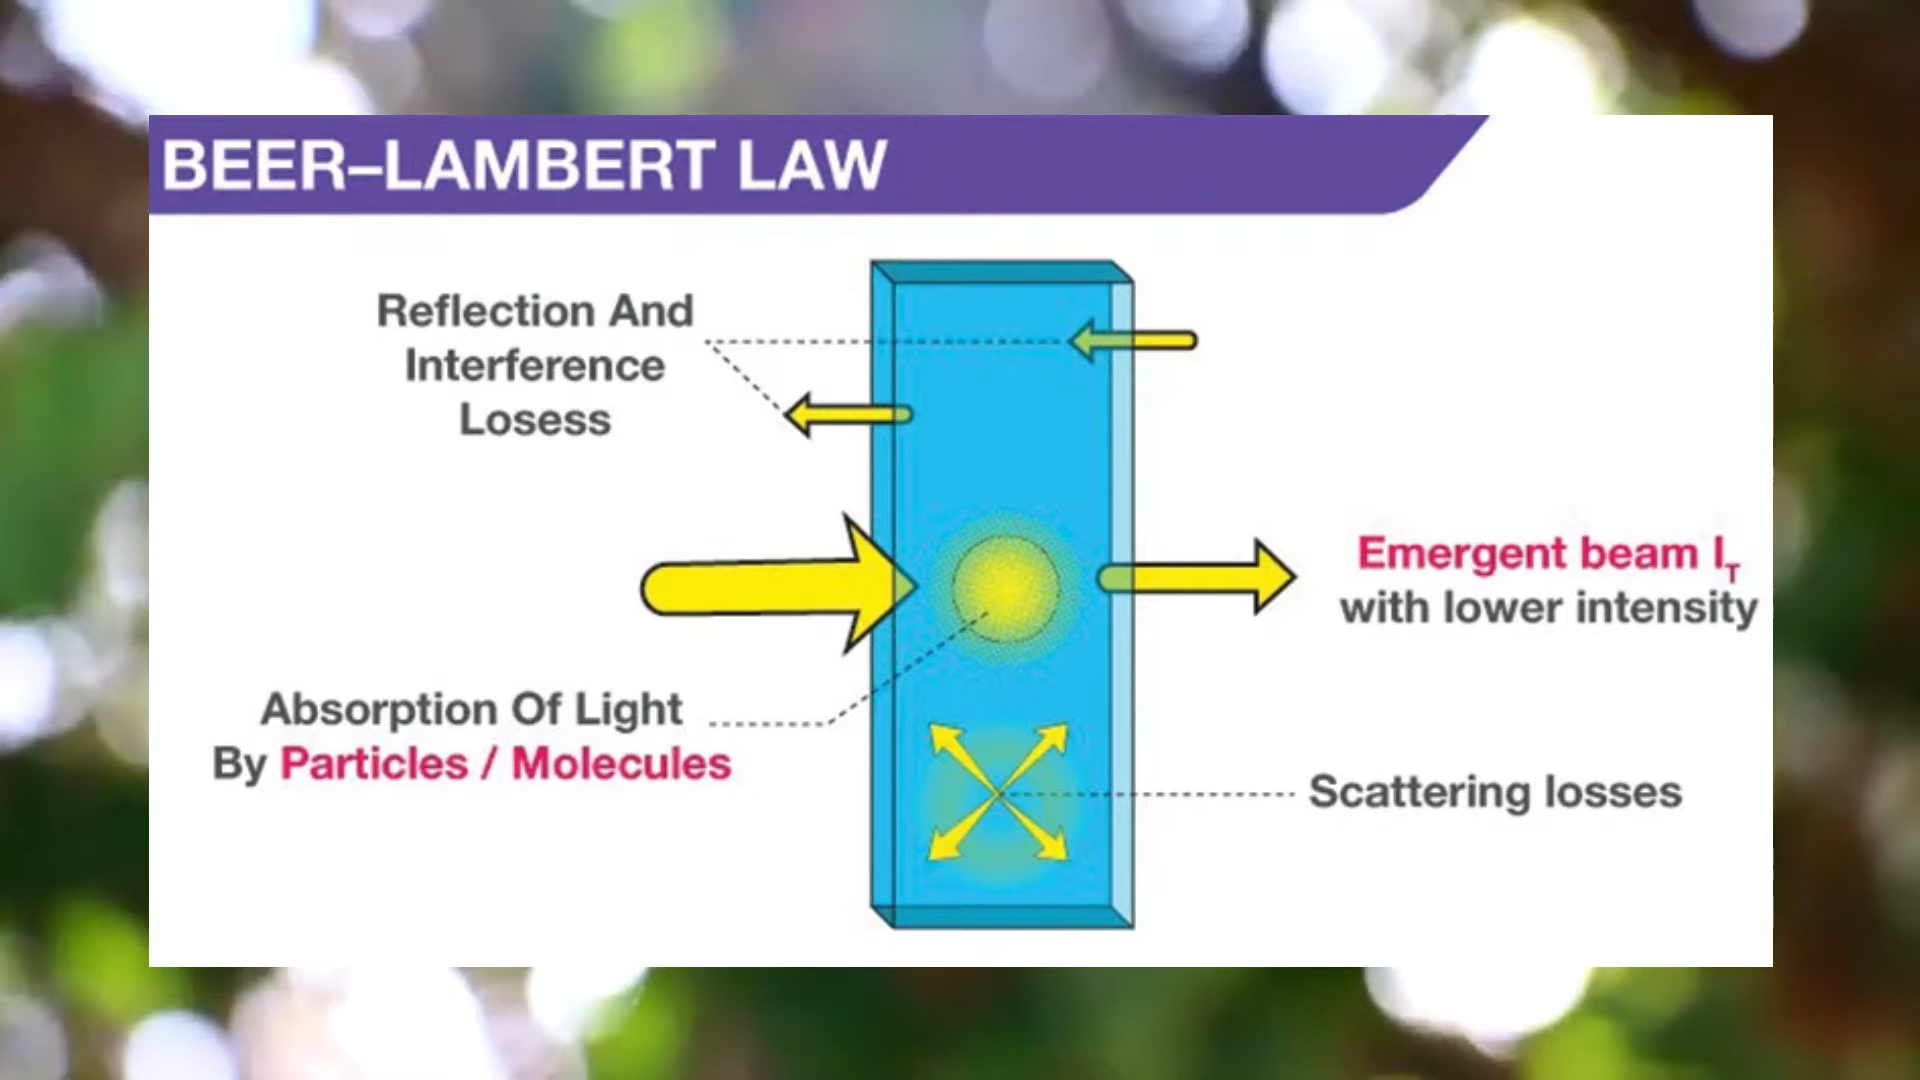 BEER–LAMBERT LAW
Reflection And
Interference
Losess
Emergent beam I_T
with lower intensity
Absorption Of Light
By Particles / Molecules
Scattering losses